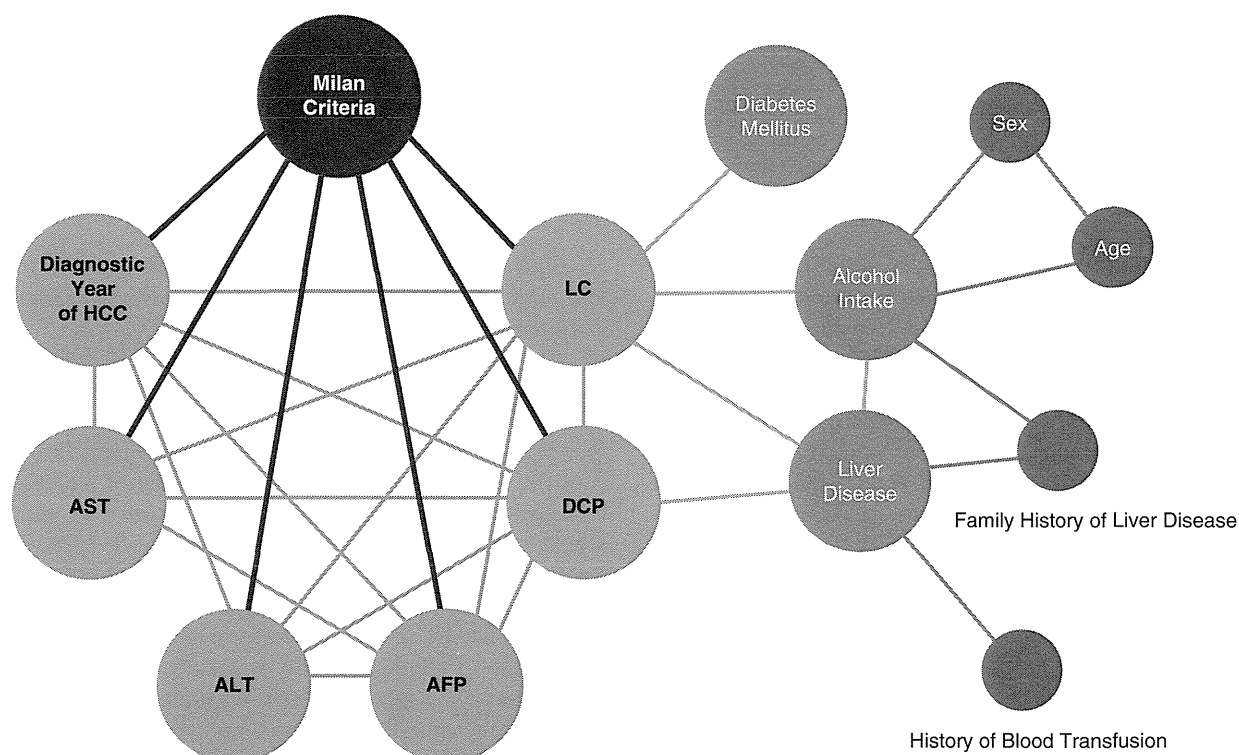 Milan
Criteria
Diabetes
Mellitus
Sex
Age
Diagnostic
Year
of HCC
LC
Alcohol
Intake
AST
DCP
Liver
Disease
Family History of Liver Disease
ALT
AFP
History of Blood Transfusion